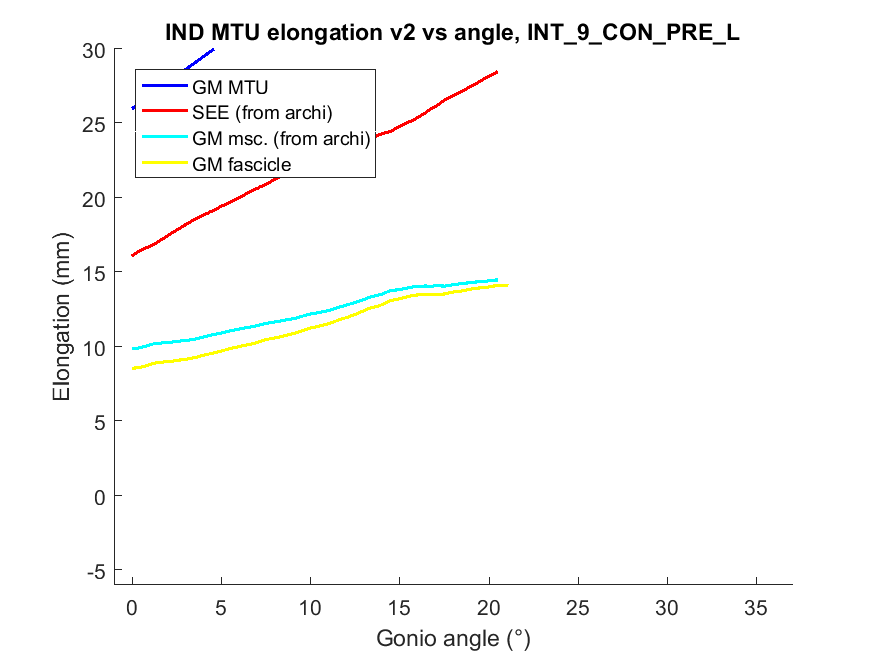 IND MTU elongation v2 vs angle, INT_9_CON_PRE_L
30
25
20
15
10
5
0
-5
Elongation (mm)
GM MTU
SEE (from archi)
GM msc. (from archi)
GM fascicle
0 5 10 15 20 25 30 35
Gonio angle (°)